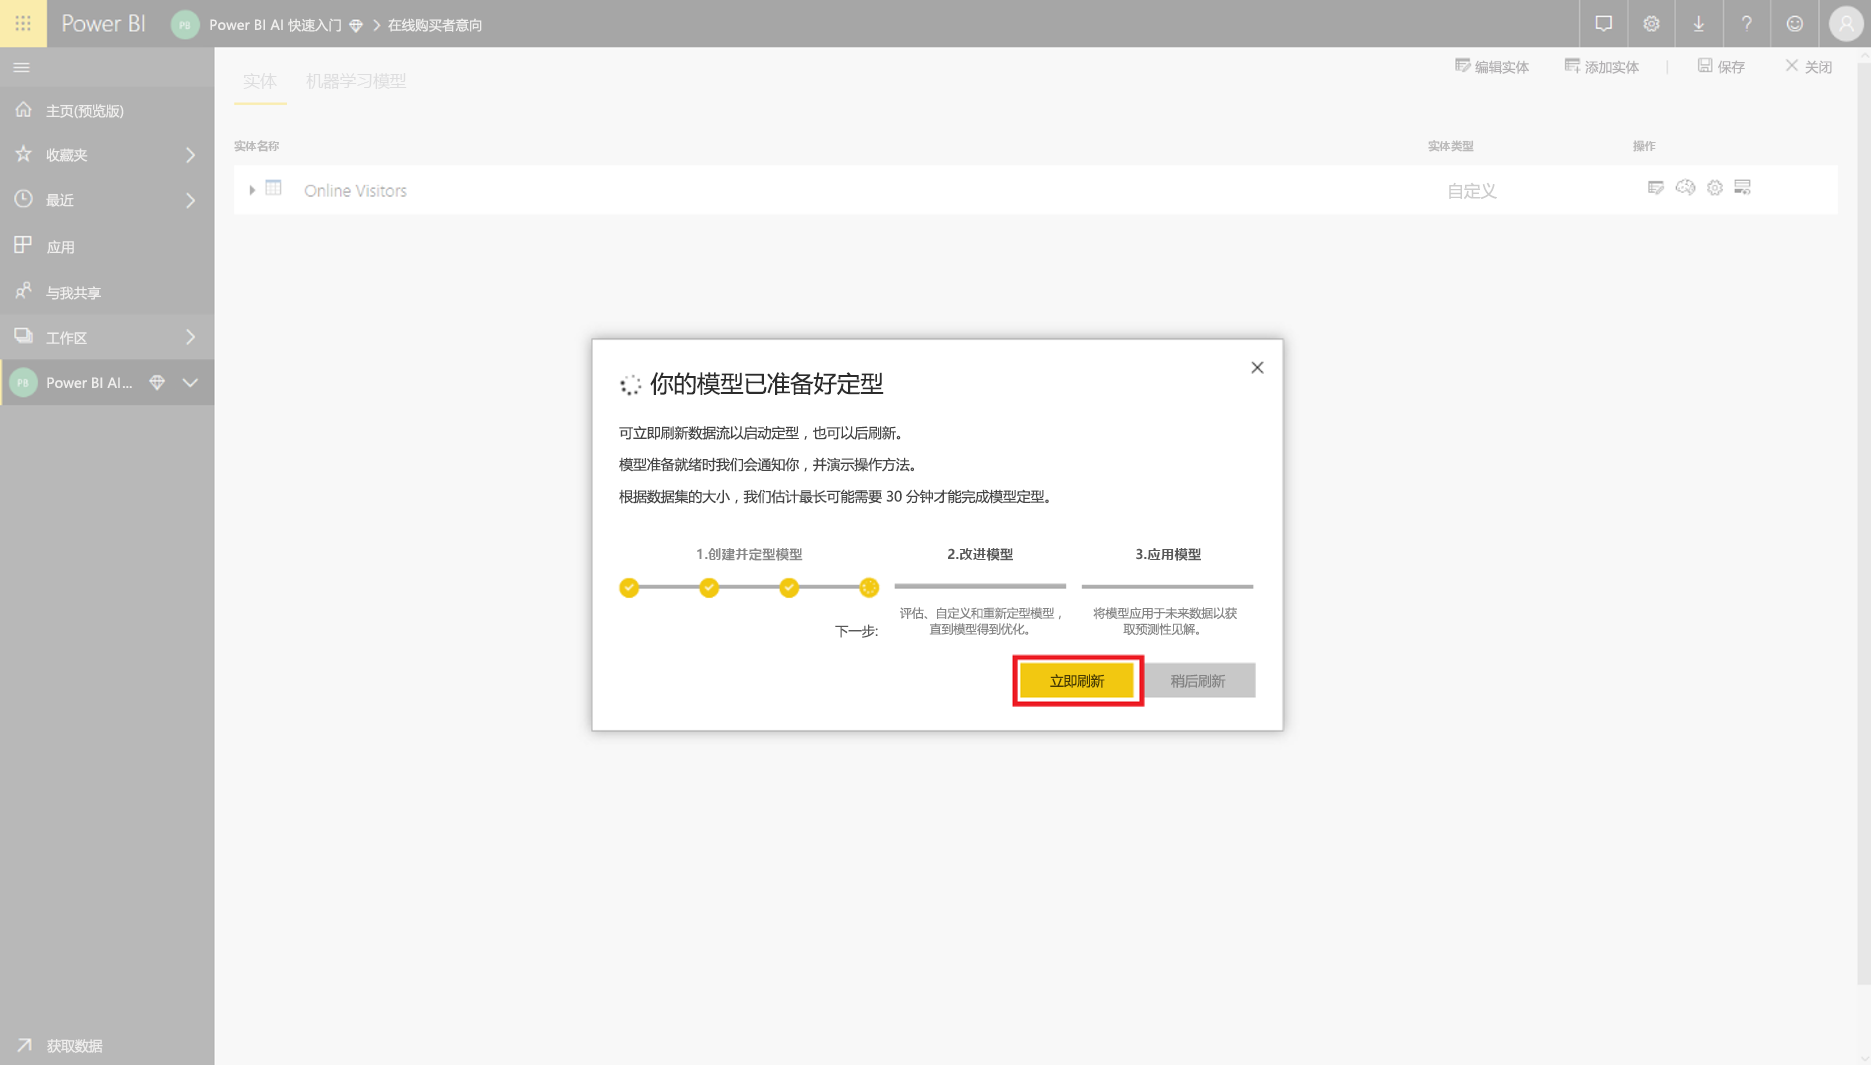 Power BI
PB
Power BI AI 快速入门
在线购买者意向
?
主页(预览版)
收藏夹
最近
应用
与我共享
工作区
PB
Power BI AI...
获取数据
实体
机器学习模型
编辑实体
添加实体
保存
关闭
实体名称
实体类型
操作
Online Visitors
自定义
你的模型已准备好定型
可立即刷新数据流以启动定型，也可以后刷新。
模型准备就绪时我们会通知你，并演示操作方法。
根据数据集的大小，我们估计最长可能需要 30 分钟才能完成模型定型。
1.创建并定型模型
2.改进模型
3.应用模型
下一步:
评估、自定义和重新定型模型，
直到模型得到优化。
将模型应用于未来数据以获
取预测性见解。
立即刷新
稍后刷新